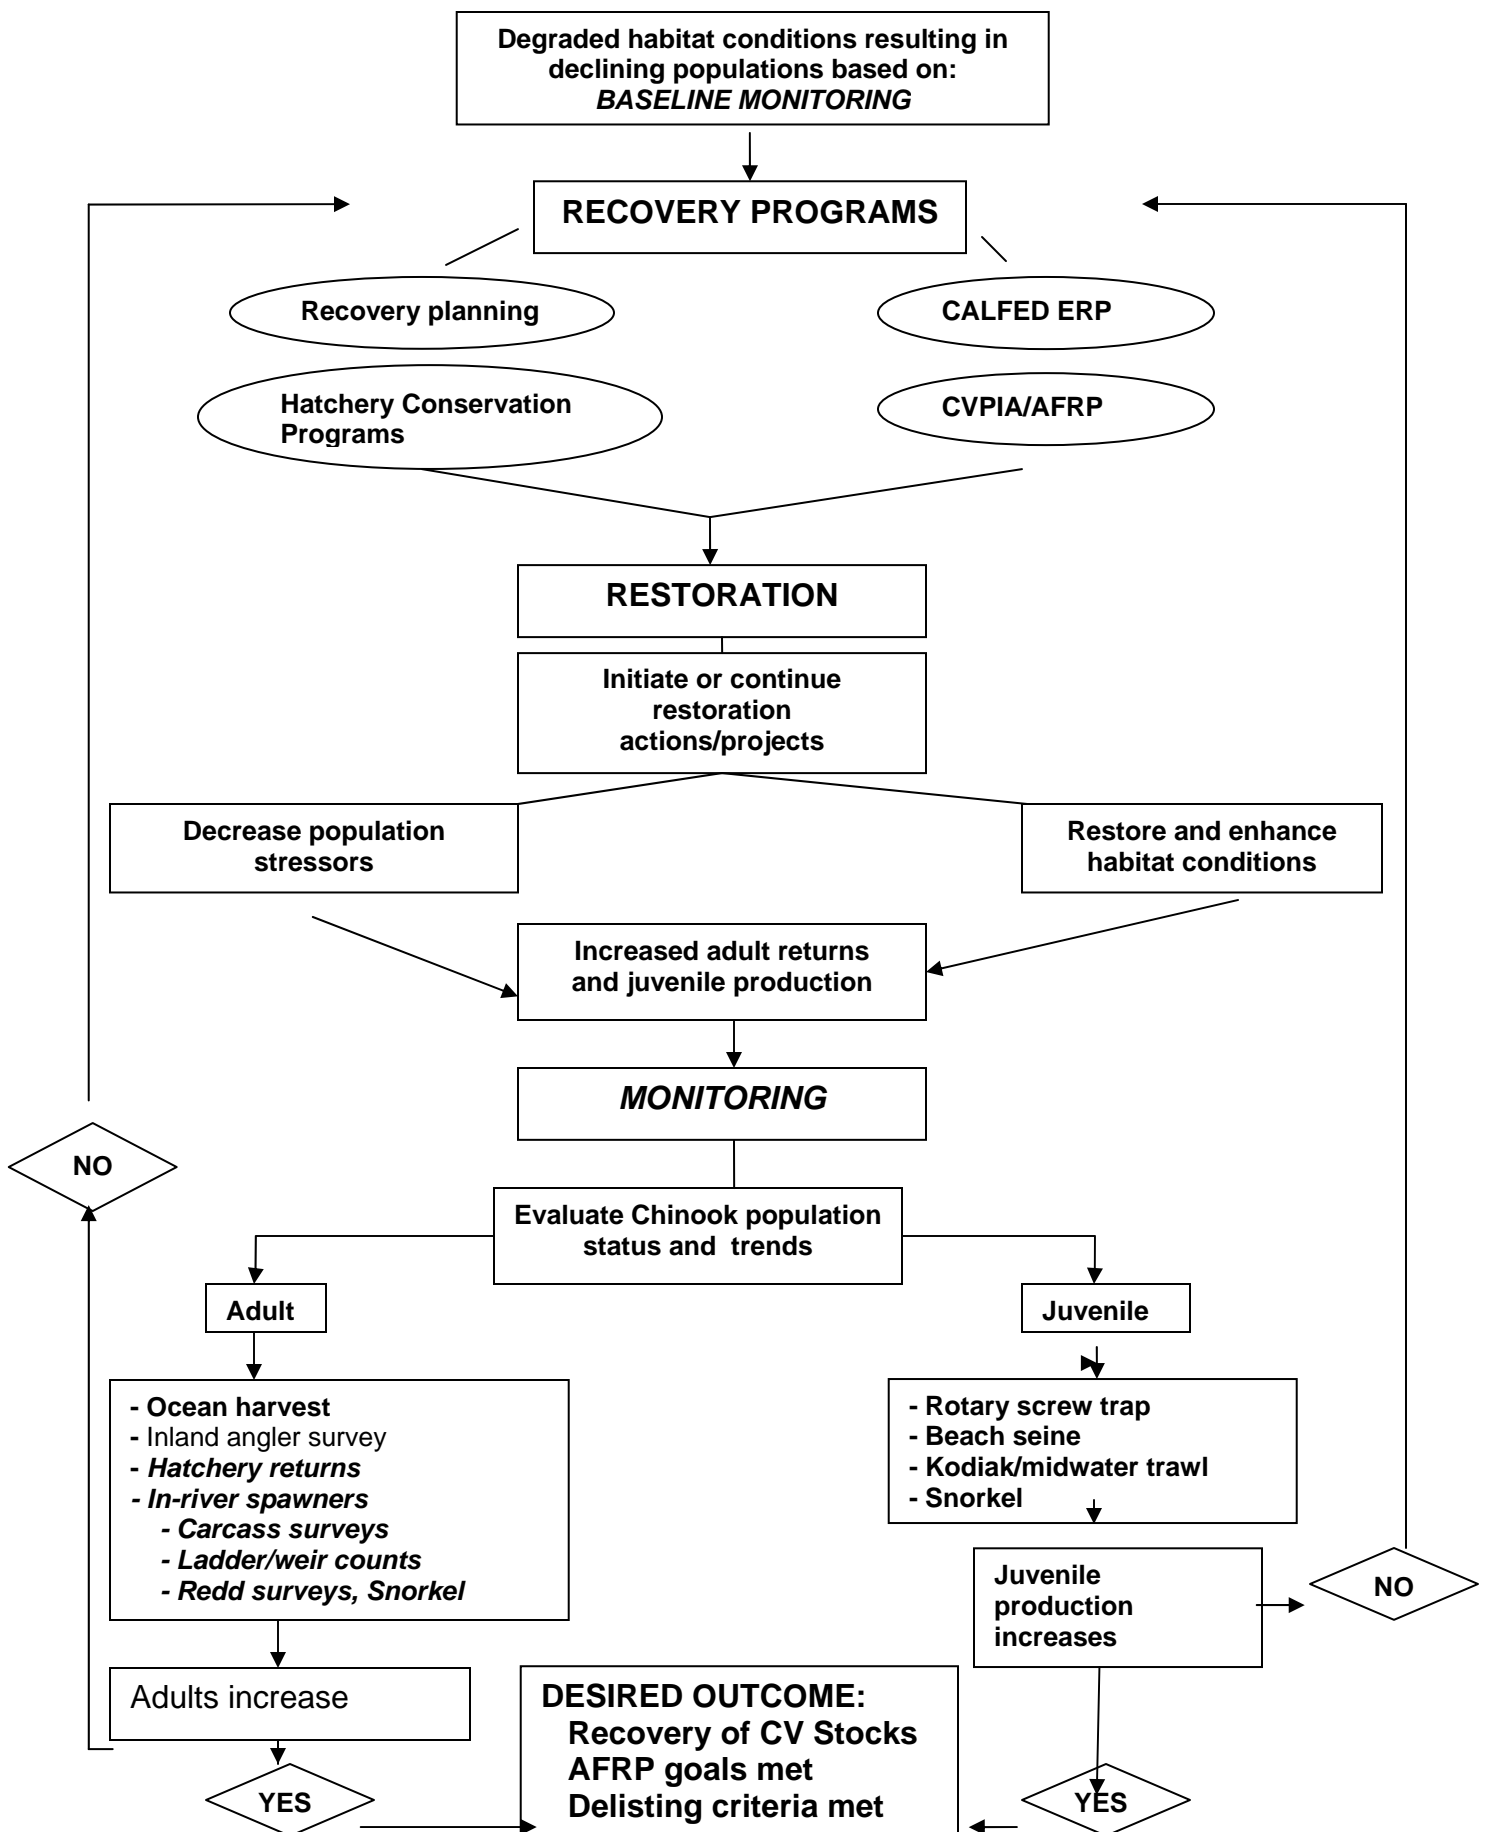 Degraded habitat conditions resulting in
declining populations based on:
BASELINE MONITORING
RECOVERY PROGRAMS
Recovery planning
CALFED ERP
Hatchery Conservation
Programs
CVPIA/AFRP
RESTORATION
Initiate or continue
restoration
actions/projects
Decrease population
stressors
Restore and enhance
habitat conditions
Increased adult returns
and juvenile production
MONITORING
NO
Evaluate Chinook population
status and trends
Adult
Juvenile
- Ocean harvest
- Inland angler survey
- Hatchery returns
- In-river spawners
- Carcass surveys
- Ladder/weir counts
- Redd surveys, Snorkel
- Rotary screw trap
- Beach seine
- Kodiak/midwater trawl
- Snorkel
Juvenile
production
increases
NO
Adults increase
DESIRED OUTCOME:
Recovery of CV Stocks
AFRP goals met
Delisting criteria met
YES
YES